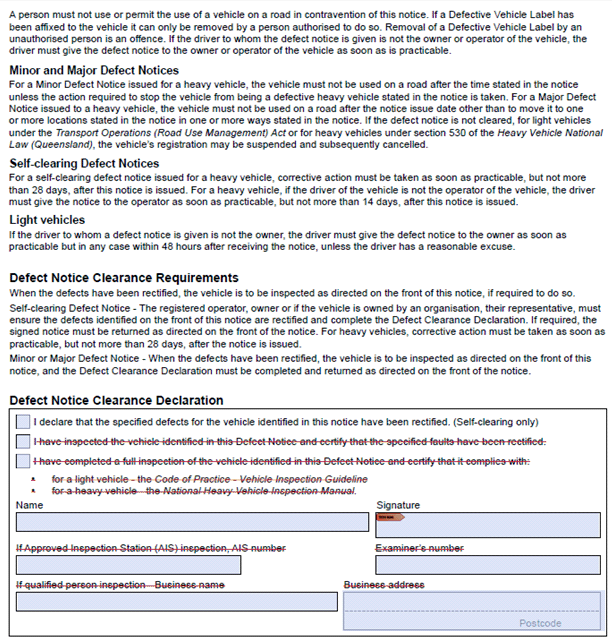 A person must not use or permit the use of a vehicle on a road in contravention of this notice. If a Defective Vehicle Label has
been affixed to the vehicle it can only be removed by a person authorised to do so. Removal of a Defective Vehicle Label by an
unauthorised person is an offence. If the driver to whom the defect notice is given is not the owner or operator of the vehicle, the
driver must give the defect notice to the owner or operator of the vehicle as soon as is practicable.
Minor and Major Defect Notices
For a Minor Defect Notice issued for a heavy vehicle, the vehicle must not be used on a road after the time stated in the notice
unless the action required to stop the vehicle from being a defective heavy vehicle stated in the notice is taken. For a Major Defect
Notice issued to a heavy vehicle, the vehicle must not be used on a road after the notice issue date other than to move it to one
or more locations stated in the notice in one or more ways stated in the notice. If the defect notice is not cleared, for light vehicles
under the Transport Operations (Road Use Management) Act or for heavy vehicles under section 530 of the Heavy Vehicle National
Law (Queensland), the vehicle's registration may be suspended and subsequently cancelled.
Self-clearing Defect Notices
For a self-clearing defect notice issued for a heavy vehicle, corrective action must be taken as soon as practicable, but not more
than 28 days, after this notice is issued. For a heavy vehicle, if the driver of the vehicle is not the operator of the vehicle, the driver
must give the notice to the operator as soon as practicable, but not more than 14 days, after this notice is issued.
Light vehicles
If the driver to whom a defect notice is given is not the owner, the driver must give the defect notice to the owner as soon as
practicable but in any case within 48 hours after receiving the notice, unless the driver has a reasonable excuse.
Defect Notice Clearance Requirements
When the defects have been rectified, the vehicle is to be inspected as directed on the front of this notice, if required to do so.
Self-clearing Defect Notice - The registered operator, owner or if the vehicle is owned by an organisation, their representative, must
ensure the defects identified on the front of this notice are rectified and complete the Defect Clearance Declaration. If required, the
signed notice must be returned as directed on the front of the notice. For heavy vehicles, corrective action must be taken as soon as
practicable, but not more than 28 days, after the notice is issued.
Minor or Major Defect Notice - When the defects have been rectified, the vehicle is to be inspected as directed on the front of this
notice, and the Defect Clearance Declaration must be completed and returned as directed on the front of the notice.
Defect Notice Clearance Declaration
I declare that the specified defects for the vehicle identified in this notice have been rectified. (Self-clearing only)
I have inspected the vehicle identified in this Defect Notice and certify that the specified faults have been rectified.
I have completed a full inspection of the vehicle identified in this Defect Notice and certify that it complies with:
• for a light vehicle - the Code of Practice - Vehicle Inspection Guideline
• for a heavy vehicle - the National Heavy Vehicle Inspection Manual.
Name Signature
If Approved Inspection Station (AIS) inspection, AIS number Examiner's number
If qualified person inspection - Business name Business address
Postcode